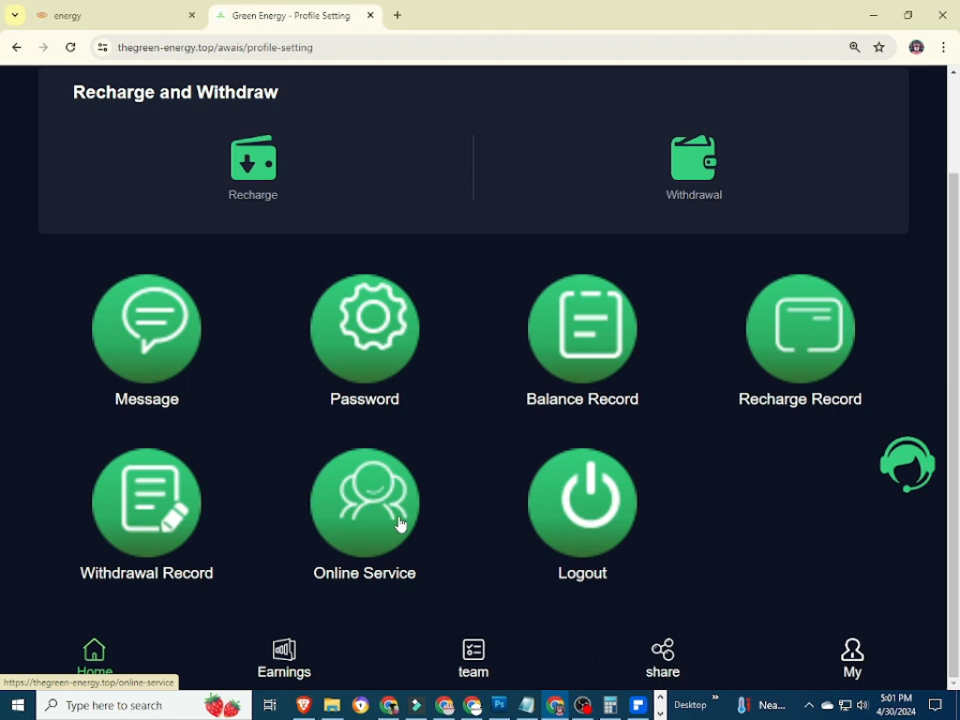 energy
Green Energy - Profile Setting
thegreen-energy.top/awais/profile-setting
Recharge and Withdraw
Recharge
Withdrawal
Message
Password
Balance Record
Recharge Record
Withdrawal Record
Online Service
Logout
Home
Earnings
team
share
My
https://thegreen-energy.top/online-service
Type here to search
Ps
Desktop
Nea...
5:01 PM
4/30/2024